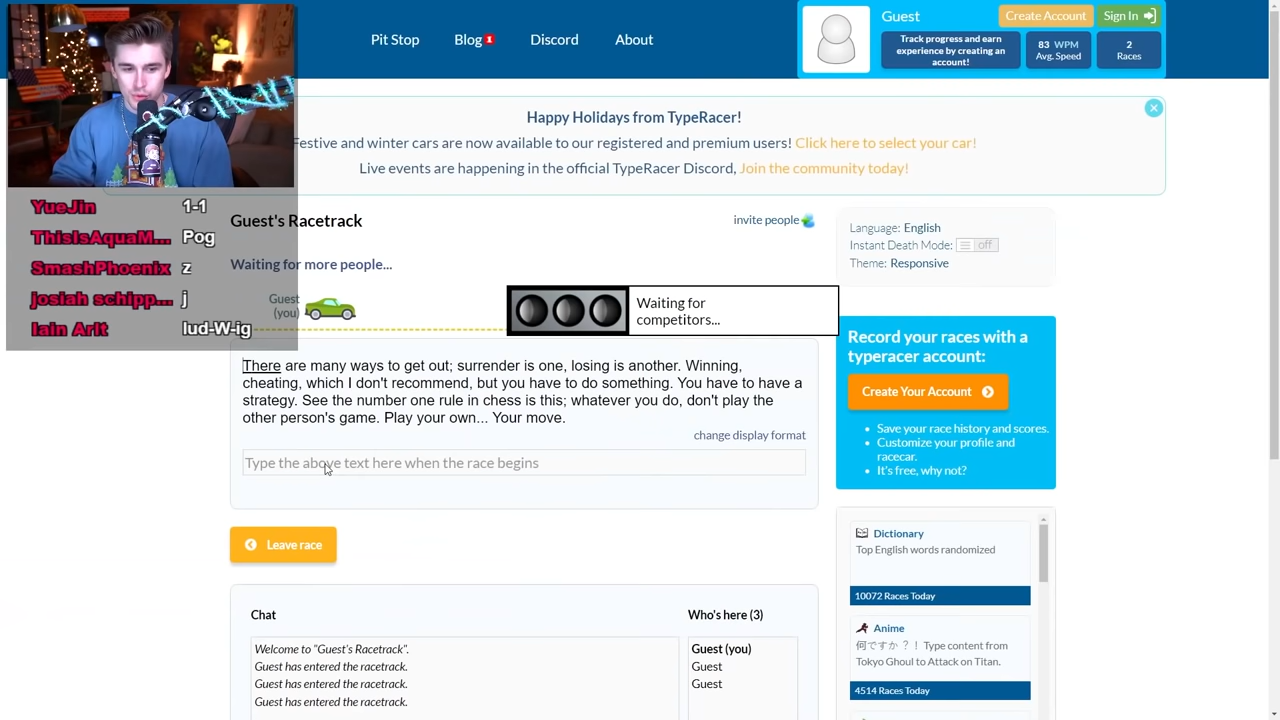 Pit Stop
Blog 1
Discord
About
Guest
Create Account
Sign In
Track progress and earn
experience by creating an
account!
83 WPM
Avg. Speed
2
Races
Happy Holidays from TypeRacer!
Festive and winter cars are now available to our registered and premium users! Click here to select your car!
Live events are happening in the official TypeRacer Discord, Join the community today!
YueJin 1-1
ThisIsAquaM... Pog
SmashPhoenix z
josiah schipp... j
Iain Arlt lud-W-ig
Guest's Racetrack
invite people
Waiting for more people...
Guest
(you)
Waiting for
competitors...
There are many ways to get out; surrender is one, losing is another. Winning,
cheating, which I don't recommend, but you have to do something. You have to have a
strategy. See the number one rule in chess is this; whatever you do, don't play the
other person's game. Play your own... Your move.
change display format
Type the above text here when the race begins
Leave race
Chat
Welcome to "Guest's Racetrack".
Guest has entered the racetrack.
Guest has entered the racetrack.
Guest has entered the racetrack.
Who's here (3)
Guest (you)
Guest
Guest
Language: English
Instant Death Mode: off
Theme: Responsive
Record your races with a
typeracer account:
Create Your Account
• Save your race history and scores.
• Customize your profile and
racecar.
• It's free, why not?
Dictionary
Top English words randomized
10072 Races Today
Anime
何ですか？！ Type content from
Tokyo Ghoul to Attack on Titan.
4514 Races Today